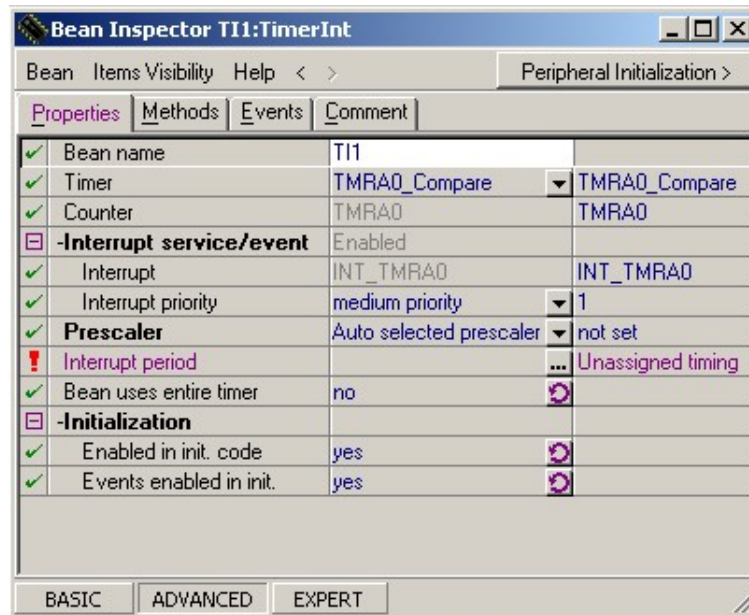 Bean Inspector TI1:TimerInt
Bean Items Visibility Help < > Peripheral Initialization >
Properties Methods Events Comment
Bean name TI1
Timer TMRA0_Compare TMRA0_Compare
Counter TMRA0 TMRA0
-Interrupt service/event Enabled
Interrupt INT_TMRA0 INT_TMRA0
Interrupt priority medium priority 1
Prescaler Auto selected prescaler not set
Interrupt period ... Unassigned timing
Bean uses entire timer no
-Initialization
Enabled in init. code yes
Events enabled in init. yes
BASIC ADVANCED EXPERT